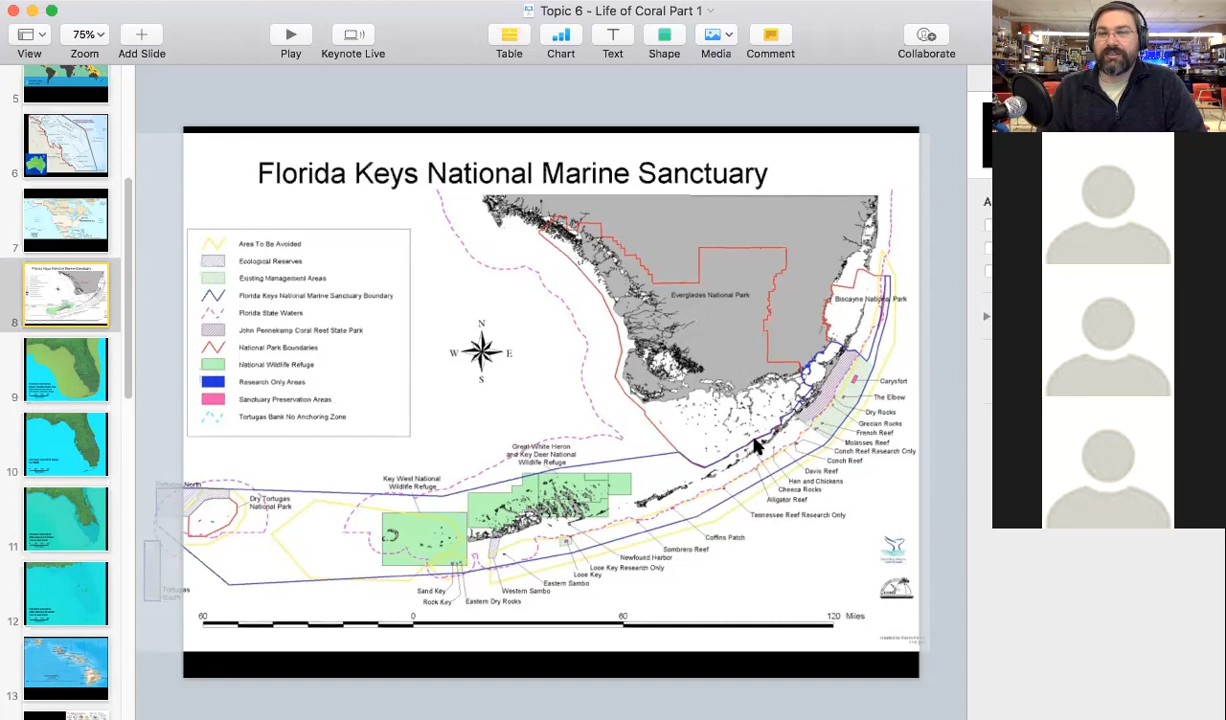 Topic 6 - Life of Coral Part 1
75%
View
Zoom
Add Slide
Play
Keynote Live
Table
Chart
Text
Shape
Media
Comment
Collaborate
5
6
7
8
9
10
11
12
13
A
Florida Keys National Marine Sanctuary
Area To Be Avoided
Ecological Reserves
Existing Management Areas
Florida Keys National Marine Sanctuary Boundary
Florida State Waters
John Pennekamp Coral Reef State Park
National Park Boundaries
National Wildlife Refuge
Research Only Areas
Sanctuary Preservation Areas
Tortugas Bank No Anchoring Zone
N
W
E
S
Everglades National Park
Biscayne National Park
Carysfort
The Elbow
Dry Rocks
Grecian Rocks
French Reef
Molasses Reef
Conch Reef Research Only
Conch Reef
Davis Reef
Hen and Chickens
Cheeca Rocks
Alligator Reef
Tennessee Reef Research Only
Coffins Patch
Sombrero Reef
Newfound Harbor
Looe Key Research Only
Looe Key
Eastern Sambo
Western Sambo
Eastern Dry Rocks
Rock Key
Sand Key
Great White Heron
and Key Deer National
Wildlife Refuge
Key West National
Wildlife Refuge
Tortugas North
Dry Tortugas
National Park
Tortugas
South
60
0
60
120
Miles